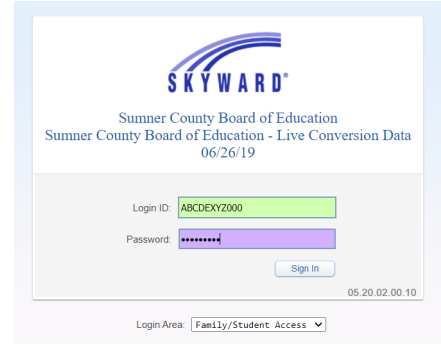 SKYWARD®
Sumner County Board of Education
Sumner County Board of Education - Live Conversion Data
06/26/19
Login ID: ABCDEXYZ000
Password: •••••••••
Sign In
05.20.02.00.10
Login Area: Family/Student Access